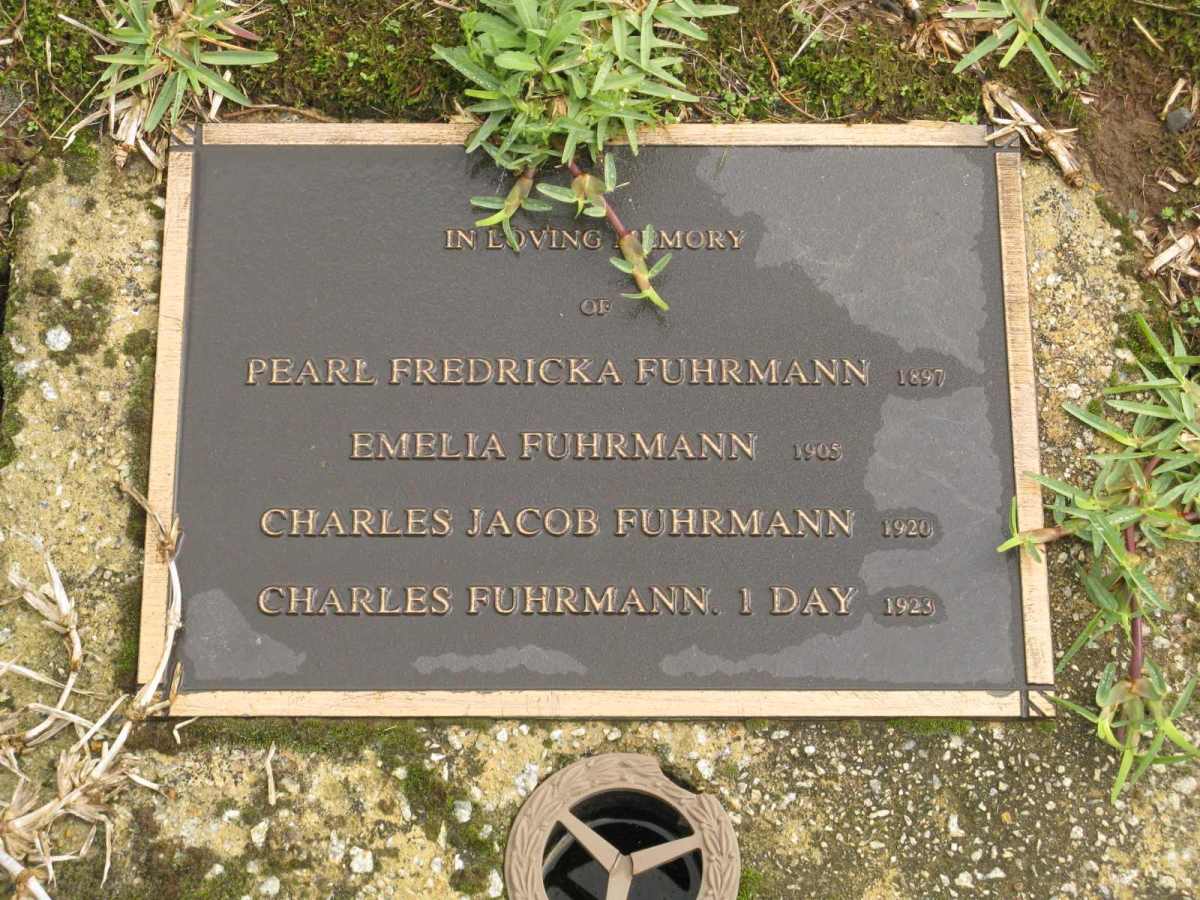 IN LOVING MEMORY
OF
PEARL FREDRICKA FUHRMANN 1897
EMELIA FUHRMANN 1905
CHARLES JACOB FUHRMANN 1920
CHARLES FUHRMANN. 1 DAY 1923